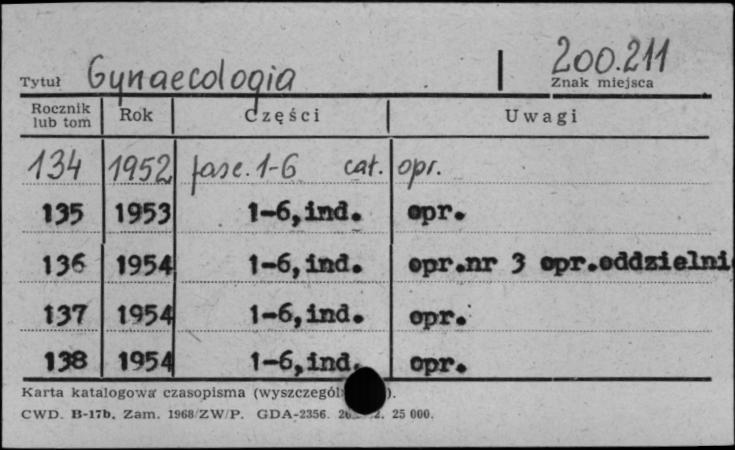 Tytuł Gynaecologia 200.211
Znak miejsca
Rocznik lub tom Rok Części Uwagi
134 1952 fasc. 1-6 cat. opr.
135 1953 1-6, ind. opr.
136 1954 1-6, ind. opr.nr 3 opr.oddzielni
137 1954 1-6, ind. opr.
138 1954 1-6, ind. opr.
Karta katalogowa czasopisma (wyszczegól ).
CWD. B-17b. Zam. 1968/ZW/P. GDA-2356. 25 000.